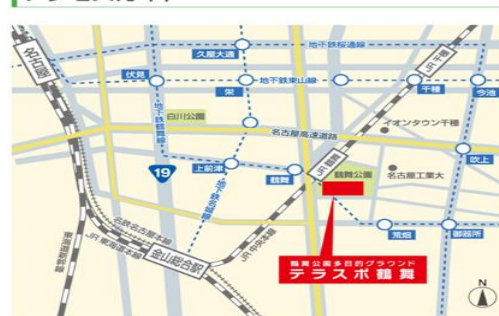 名古屋
久屋大通
地下鉄桜通線
伏見
栄
地下鉄東山線
千種
今池
JR中央線
地下鉄鶴舞線
白川公園
イオンタウン千種
名古屋高速道路
吹上
上前津
鶴舞
JR鶴舞駅
鶴舞公園
名古屋工業大
19
地下鉄名城線
名鉄名古屋本線
JR東海道本線
東海道新幹線
金山総合駅
JR中央本線
荒畑
御器所
鶴舞公園多目的グラウンド
テラスポ鶴舞
N